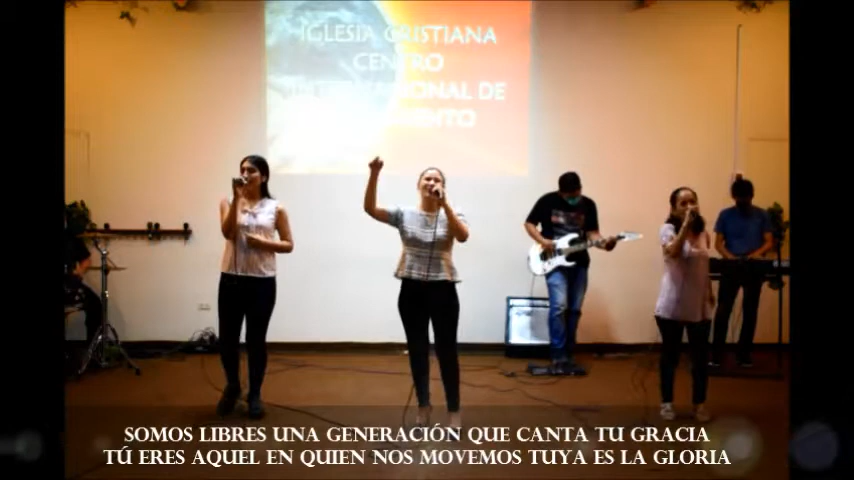 IGLESIA CRISTIANA
CENTRO
DE
SOMOS LIBRES UNA GENERACIÓN QUE CANTA TU GRACIA
TÚ ERES AQUEL EN QUIEN NOS MOVEMOS TUYA ES LA GLORIA